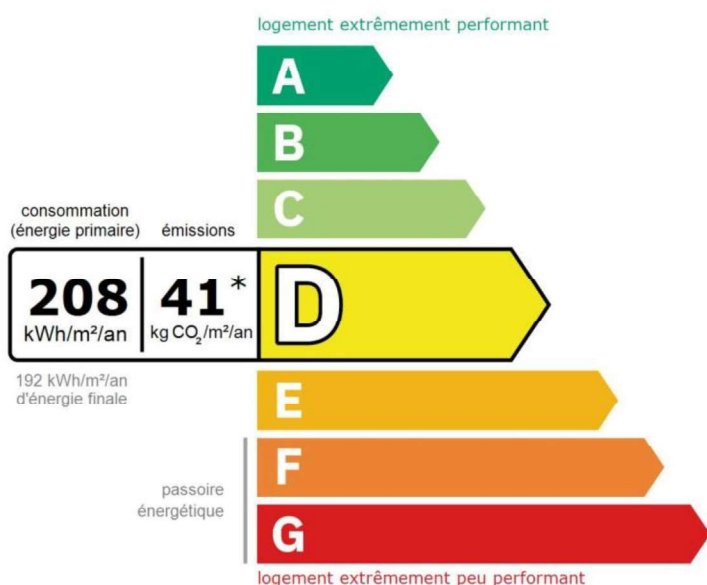 logement extrêmement performant
A
B
C
consommation
(énergie primaire)
émissions
208
kWh/m²/an
41*
kg CO₂/m²/an
D
192 kWh/m²/an
d'énergie finale
E
F
passoire
énergétique
G
logement extrêmement peu performant